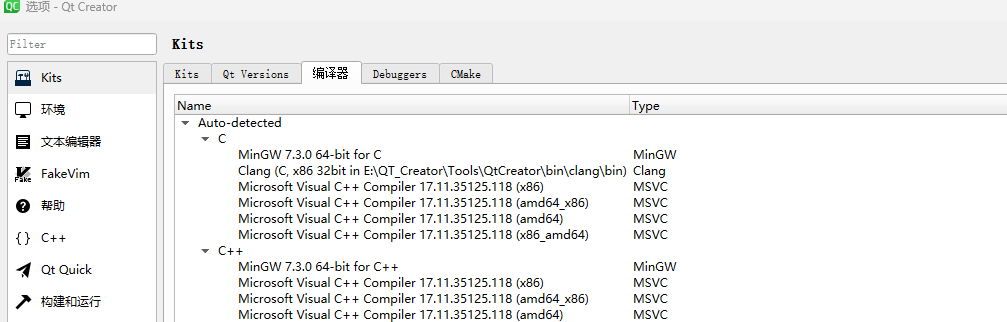 QC 选项 - Qt Creator
Filter
Kits
环境
文本编辑器
Fake
FakeVim
帮助
{} C++
Qt Quick
构建和运行
Kits
Kits Qt Versions 编译器 Debuggers CMake
Name Type
Auto-detected
C
MinGW 7.3.0 64-bit for C MinGW
Clang (C, x86 32bit in E:\QT_Creator\Tools\QtCreator\bin\clang\bin) Clang
Microsoft Visual C++ Compiler 17.11.35125.118 (x86) MSVC
Microsoft Visual C++ Compiler 17.11.35125.118 (amd64_x86) MSVC
Microsoft Visual C++ Compiler 17.11.35125.118 (amd64) MSVC
Microsoft Visual C++ Compiler 17.11.35125.118 (x86_amd64) MSVC
C++
MinGW 7.3.0 64-bit for C++ MinGW
Microsoft Visual C++ Compiler 17.11.35125.118 (x86) MSVC
Microsoft Visual C++ Compiler 17.11.35125.118 (amd64_x86) MSVC
Microsoft Visual C++ Compiler 17.11.35125.118 (amd64) MSVC